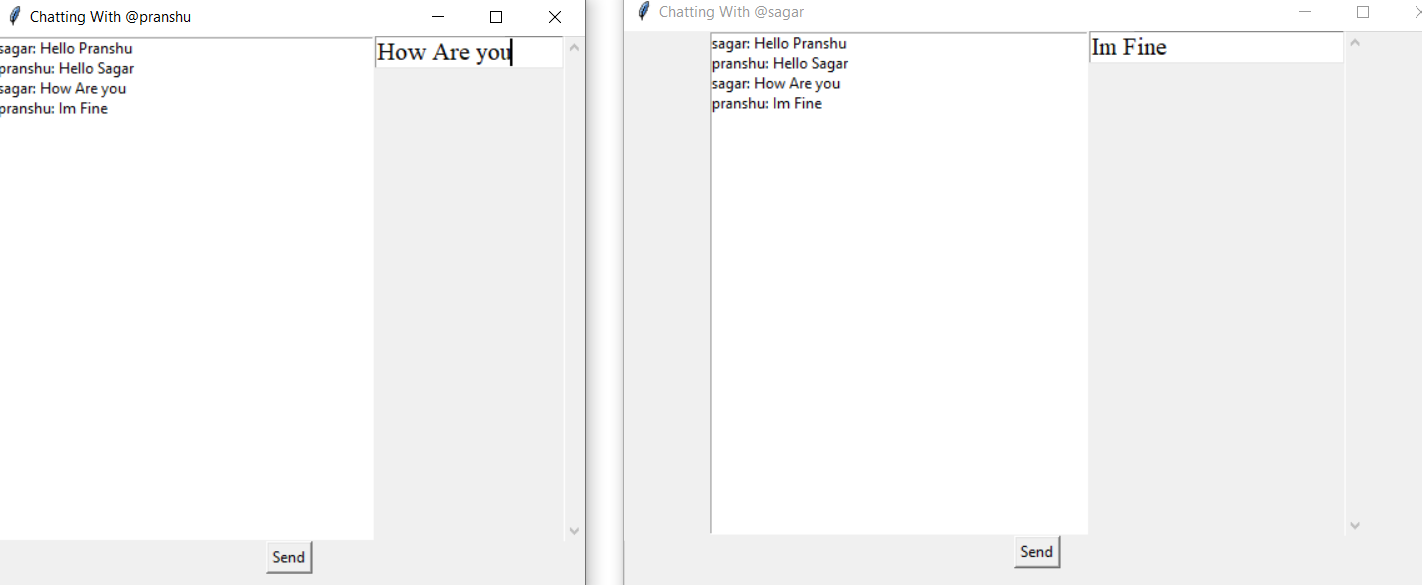 Chatting With @pranshu
sagar: Hello Pranshu
pranshu: Hello Sagar
sagar: How Are you
pranshu: Im Fine
How Are you
Send
Chatting With @sagar
sagar: Hello Pranshu
pranshu: Hello Sagar
sagar: How Are you
pranshu: Im Fine
Im Fine
Send